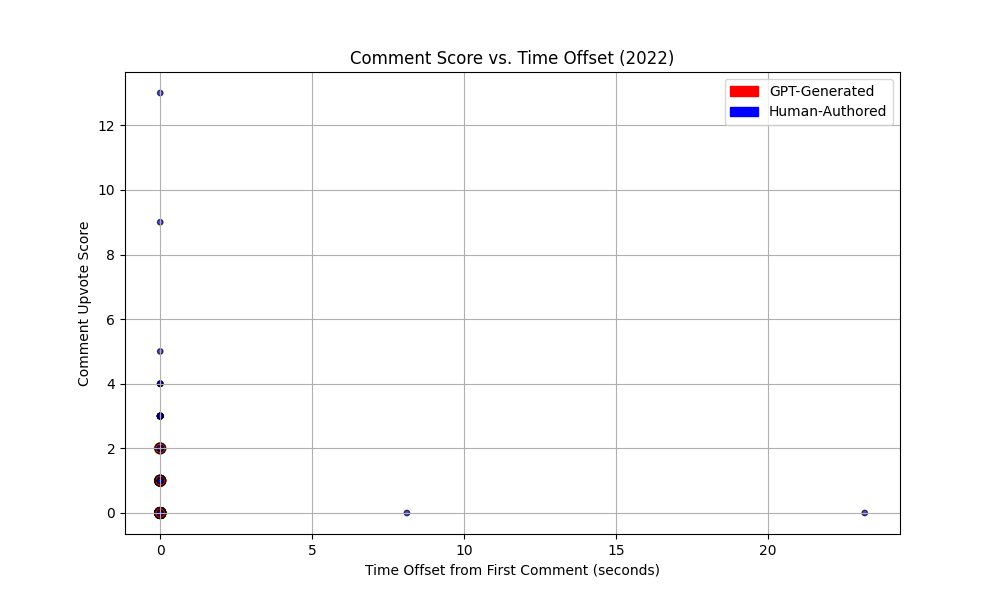 Comment Score vs. Time Offset (2022)
GPT-Generated
Human-Authored
Comment Upvote Score
12
10
8
6
4
2
0
0 5 10 15 20
Time Offset from First Comment (seconds)